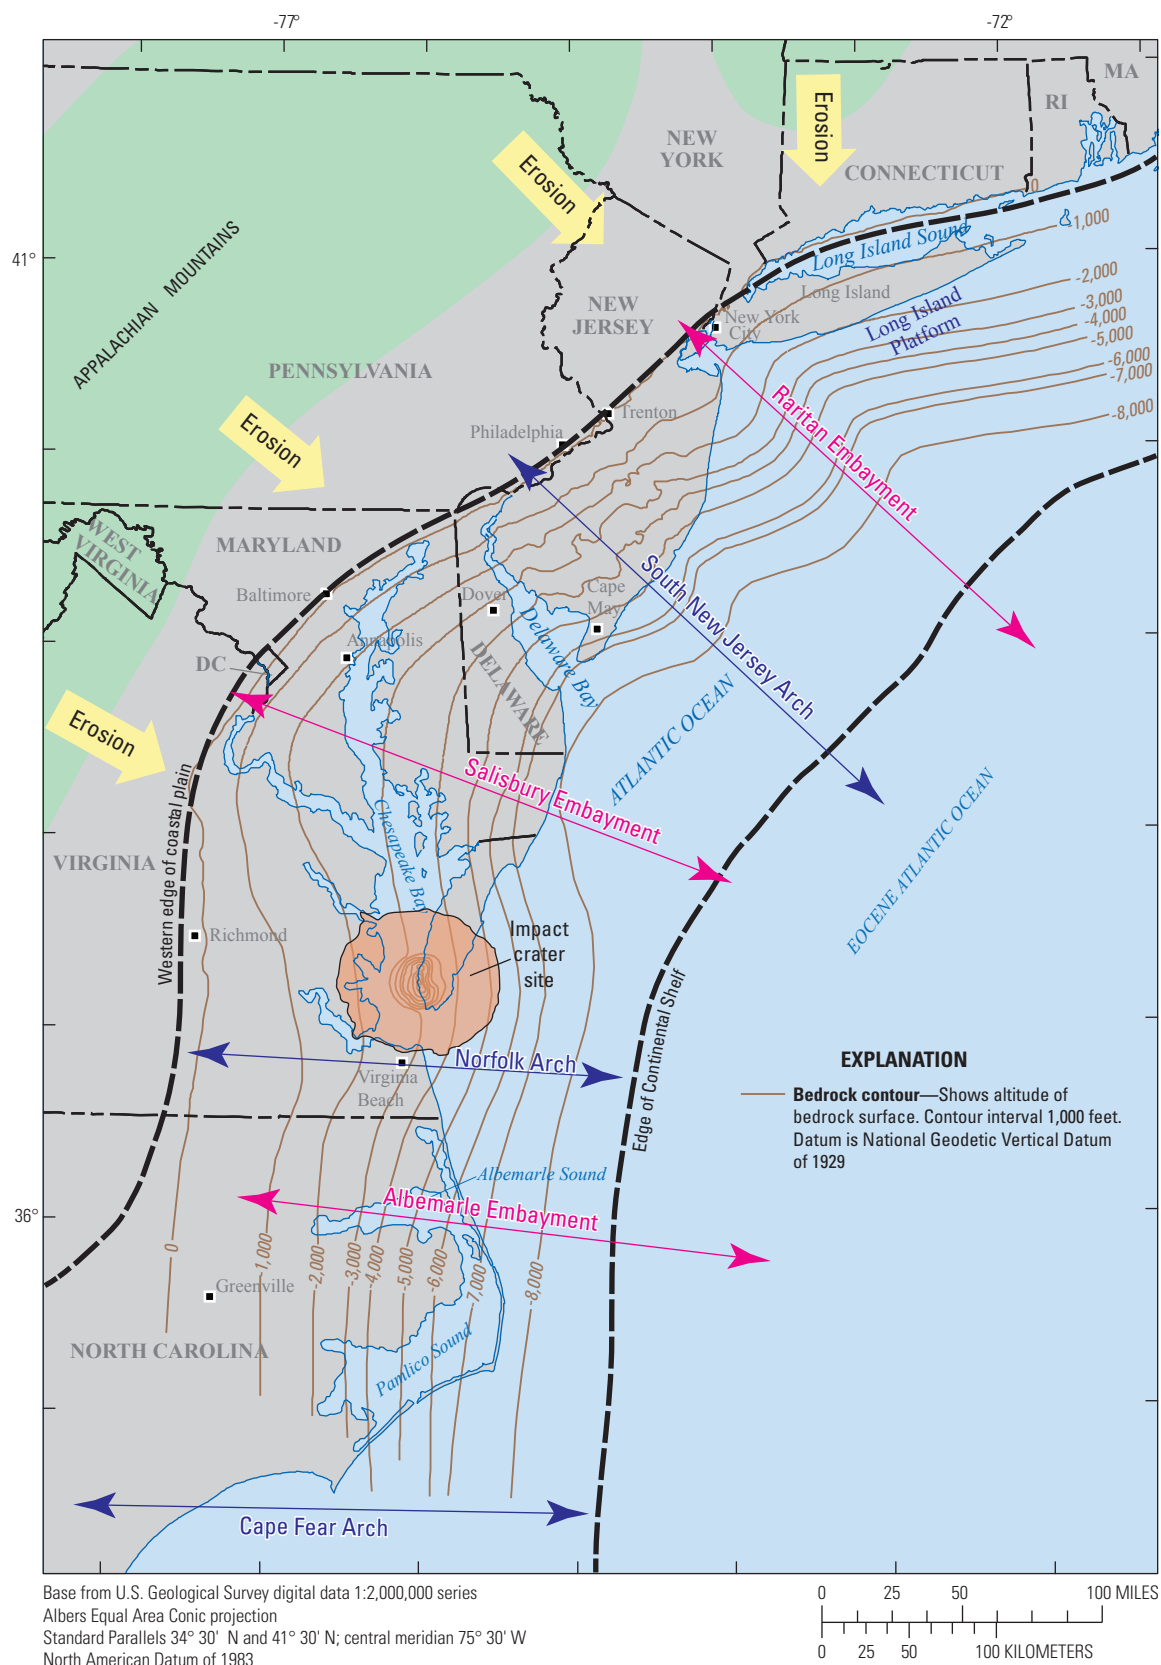 -77°
-72°
MA
RI
Erosion
NEW
YORK
CONNECTICUT
Erosion
0
-1,000
Long Island Sound
-2,000
Long Island
-3,000
-4,000
-5,000
-6,000
-7,000
-8,000
41°
APPALACHIAN MOUNTAINS
NEW
JERSEY
New York
City
Long Island
Platform
PENNSYLVANIA
Raritan Embayment
Trenton
Philadelphia
Erosion
WEST
VIRGINIA
MARYLAND
Baltimore
Dover
Cape
May
South New Jersey Arch
Annapolis
DC
DELAWARE
Delaware Bay
ATLANTIC OCEAN
Erosion
Western edge of coastal plain
Salisbury Embayment
Chesapeake Bay
EOCENE ATLANTIC OCEAN
VIRGINIA
Richmond
Impact
crater
site
Edge of Continental Shelf
Norfolk Arch
Virginia
Beach
EXPLANATION
Bedrock contour—Shows altitude of
bedrock surface. Contour interval 1,000 feet.
Datum is National Geodetic Vertical Datum
of 1929
Albemarle Sound
Albemarle Embayment
36°
0
-1,000
-2,000
-3,000
-4,000
-5,000
-6,000
-7,000
-8,000
Greenville
NORTH CAROLINA
Pamlico Sound
Cape Fear Arch
Base from U.S. Geological Survey digital data 1:2,000,000 series
Albers Equal Area Conic projection
Standard Parallels 34° 30' N and 41° 30' N; central meridian 75° 30' W
North American Datum of 1983
0 25 50 100 MILES
0 25 50 100 KILOMETERS